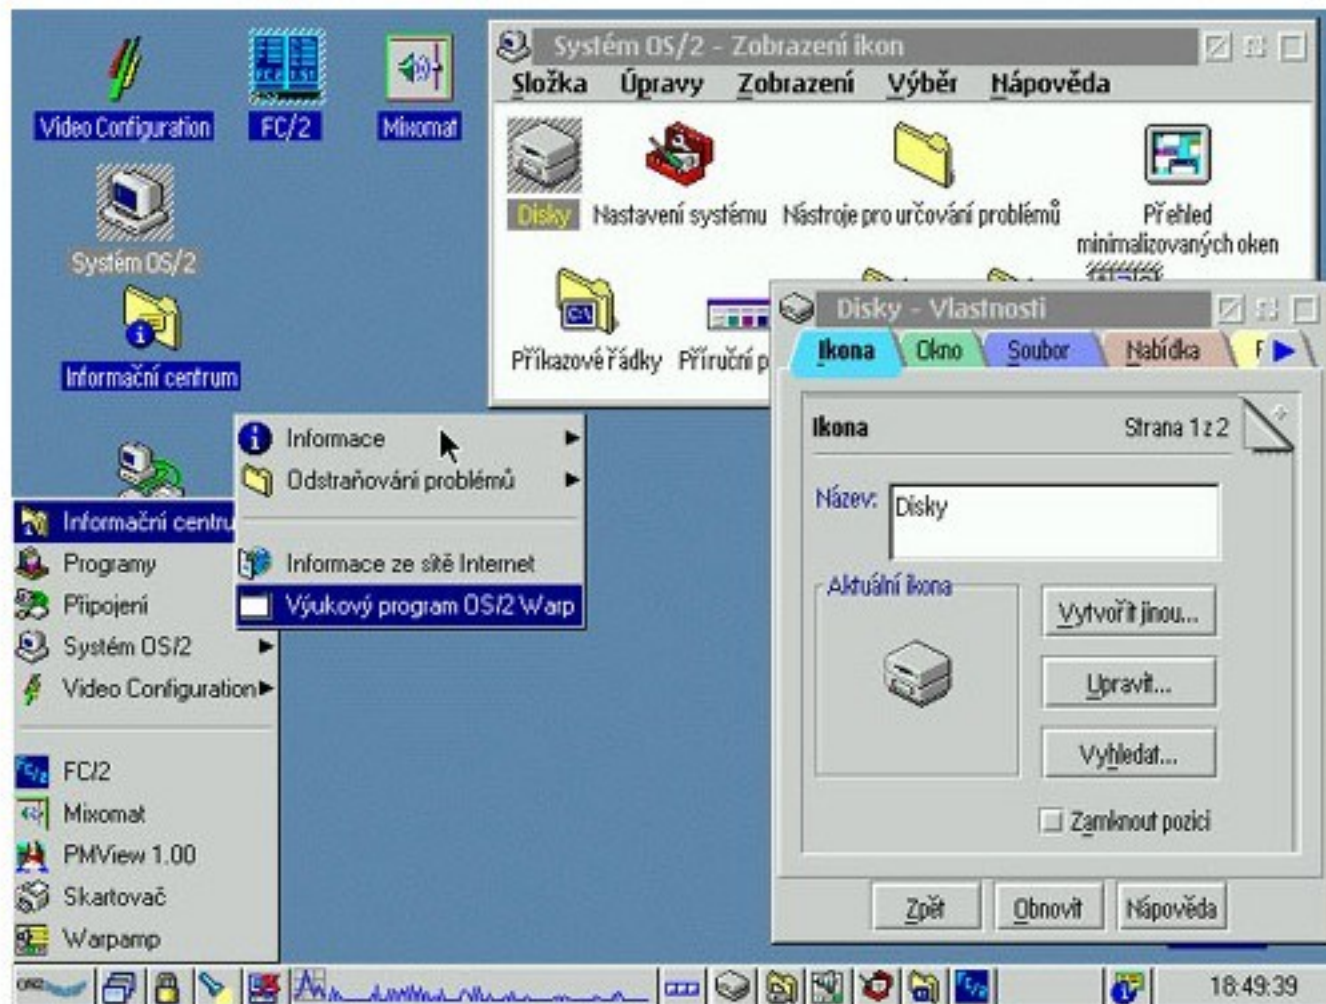 Video Configuration
FC/2
Mixomat
Systém OS/2
Informační centrum
Systém OS/2 - Zobrazení ikon
Složka Úpravy Zobrazení Výběr Nápověda
Disky
Nastavení systému
Nástroje pro určování problémů
Přehled
minimalizovaných oken
Příkazové řádky
Příruční p
Disky - Vlastnosti
Ikona Okno Soubor Nabídka
Ikona
Strana 1 z 2
Název:
Disky
Aktuální ikona
Vytvořit jinou...
Upravit...
Vyhledat...
Zamknout pozici
Zpět Obnovit Nápověda
Informace
Odstraňování problémů
Informace ze sítě Internet
Výukový program OS/2 Warp
Informační centru
Programy
Připojení
Systém OS/2
Video Configuration
FC/2
Mixomat
PMView 1.00
Skartovač
Warpamp
18:49:39